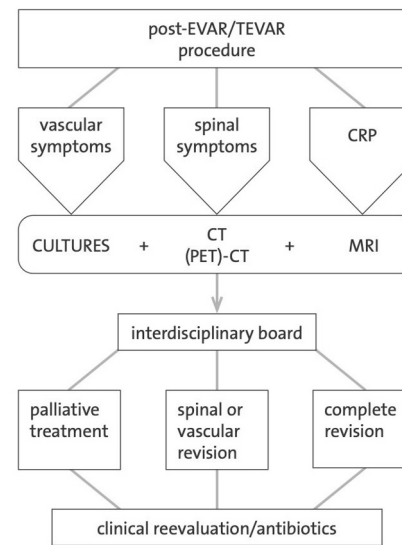 post-EVAR/TEVAR
procedure
vascular
symptoms
spinal
symptoms
CRP
CULTURES + CT
(PET)-CT + MRI
interdisciplinary board
palliative
treatment
spinal or
vascular
revision
complete
revision
clinical reevaluation/antibiotics